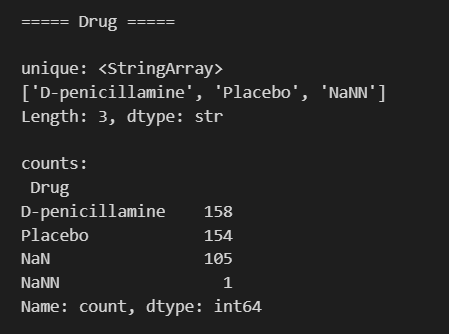 ===== Drug =====
unique: <StringArray>
['D-penicillamine', 'Placebo', 'NaNN']
Length: 3, dtype: str
counts:
Drug
D-penicillamine    158
Placebo            154
NaN                105
NaNN                 1
Name: count, dtype: int64